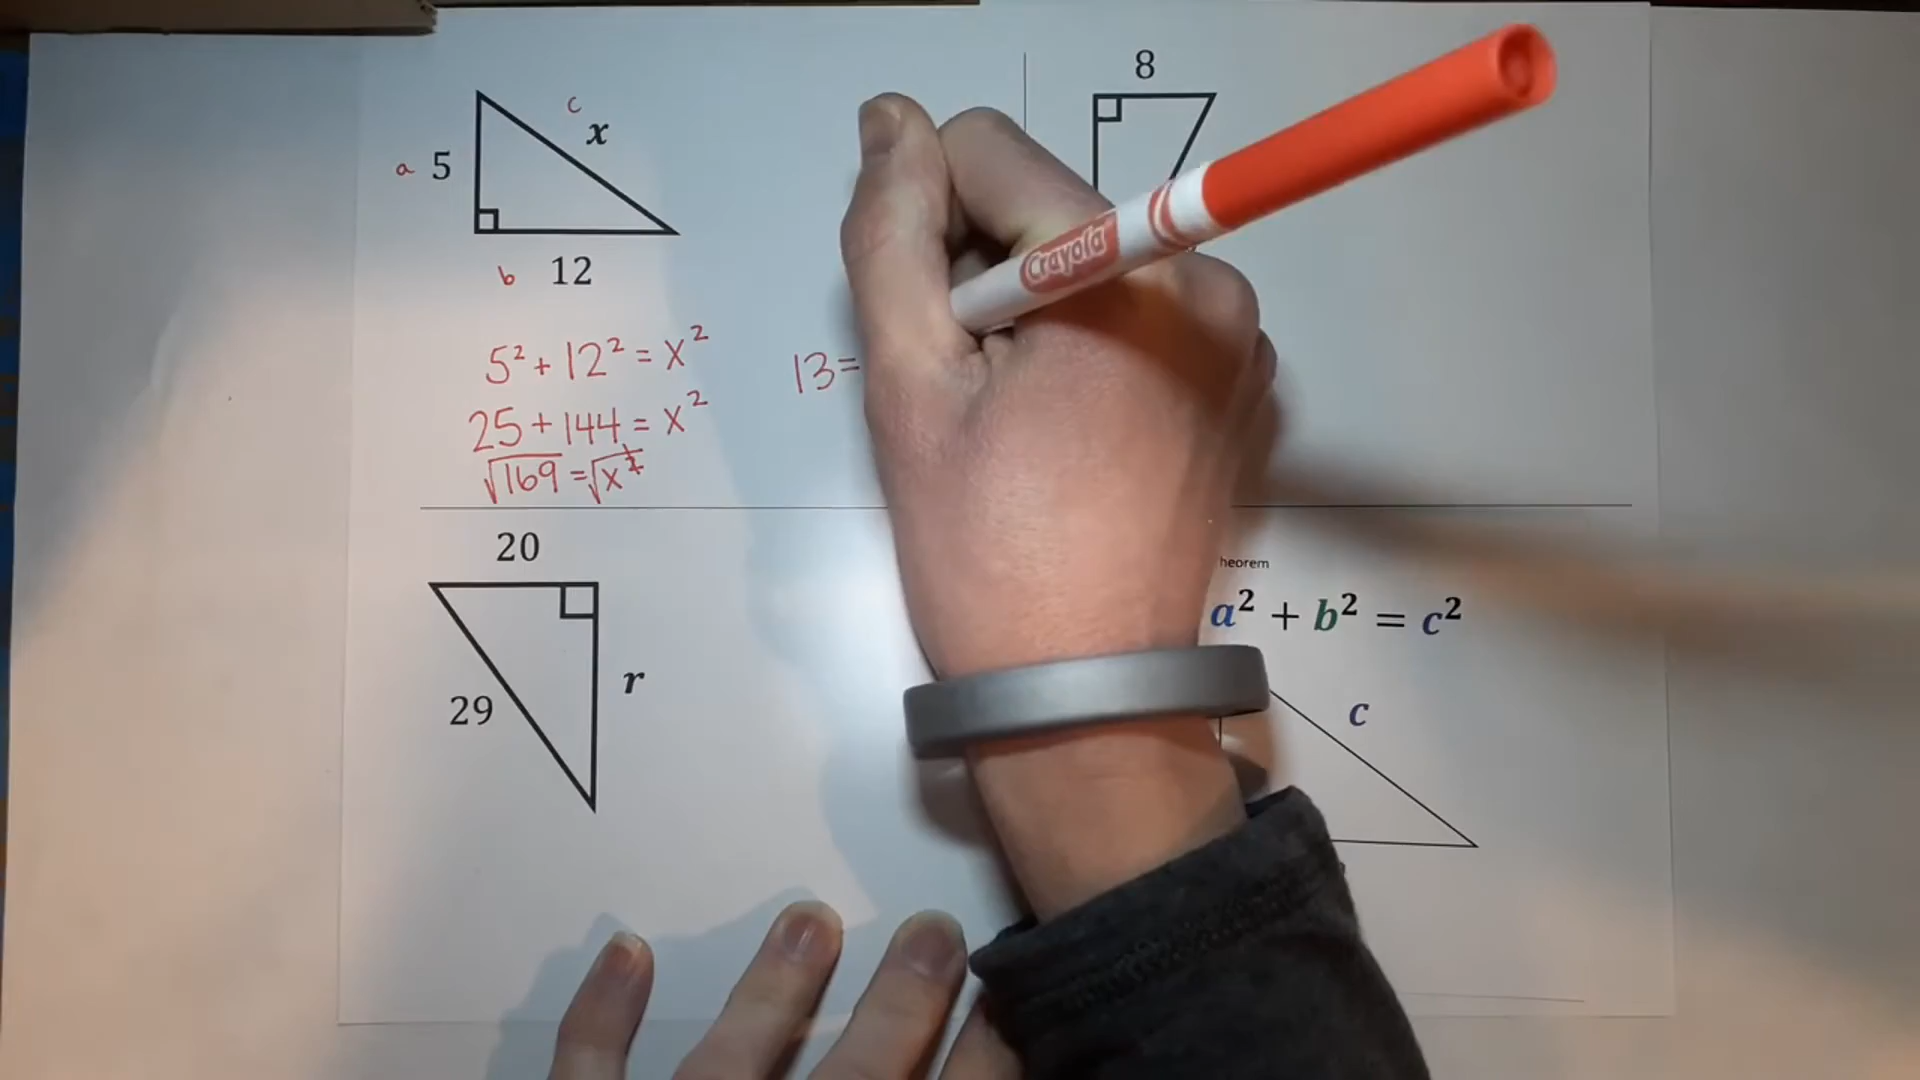 c
x
a 5
b 12
5² + 12² = x²
25 + 144 = x²
√169 = √x²
13=
8
Crayola
20
29
r
heorem
a² + b² = c²
c